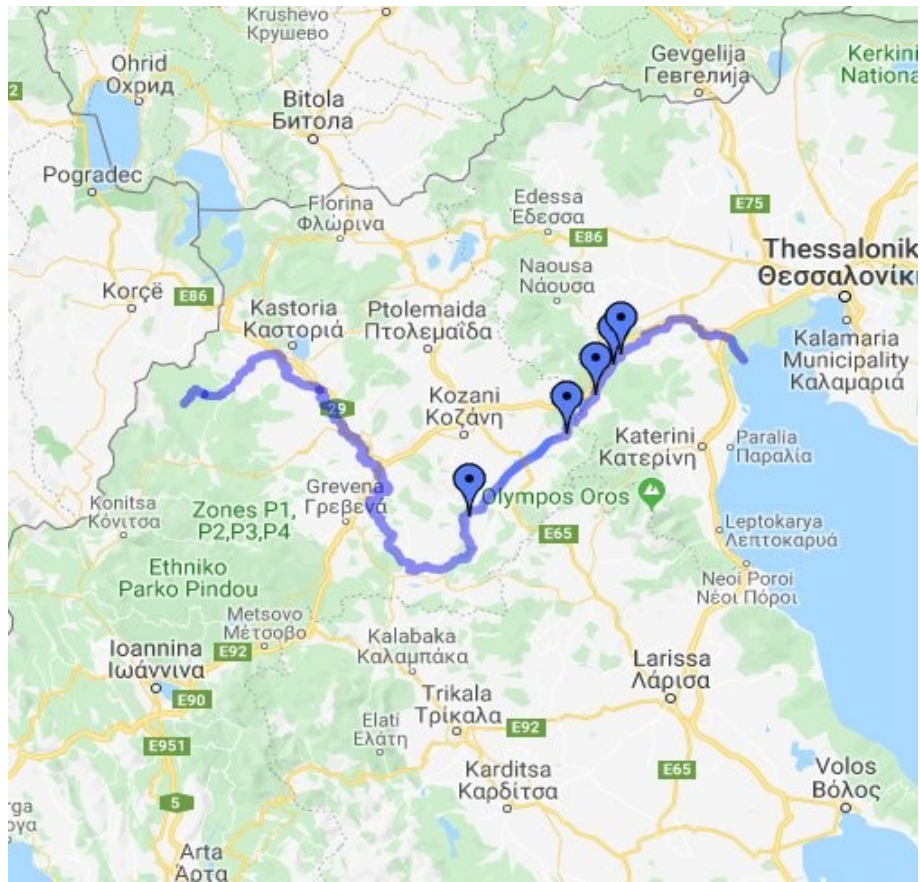 Krushevo
Крушево
Gevgelija
Гевгелија
Kerkini
National
Ohrid
Охрид
2
Bitola
Битола
Pogradec
Florina
Φλώρινα
Edessa
Έδεσσα
E75
E86
Thessalonik
Θεσσαλονίκ
Naousa
Νάουσα
Korçë
E86
Kastoria
Καστοριά
Ptolemaida
Πτολεμαΐδα
Kalamaria
Municipality
Καλαμαριά
29
Kozani
Κοζάνη
Katerini
Κατερίνη
Paralia
Παραλία
Konitsa
Κόνιτσα
Zones P1,
P2,P3,P4
Grevena
Γρεβενά
Olympos Oros
E65
Leptokarya
Λεπτοκαρυά
Ethniko
Parko Pindou
Neoi Poroi
Νέοι Πόροι
Metsovo
Μέτσοβο
E92
Kalabaka
Καλαμπάκα
Ioannina
Ιωάννινα
E90
Larissa
Λάρισα
Trikala
Τρίκαλα
E92
Elati
Ελάτη
E951
Karditsa
Καρδίτσα
E65
Volos
Βόλος
5
Arta
Άρτα